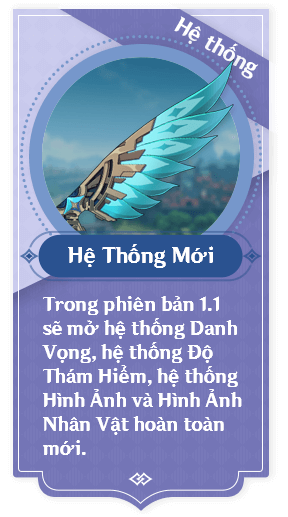 Hệ thống
Hệ Thống Mới
Trong phiên bản 1.1
sẽ mở hệ thống Danh
Vọng, hệ thống Độ
Thám Hiểm, hệ thống
Hình Ảnh và Hình Ảnh
Nhân Vật hoàn toàn
mới.